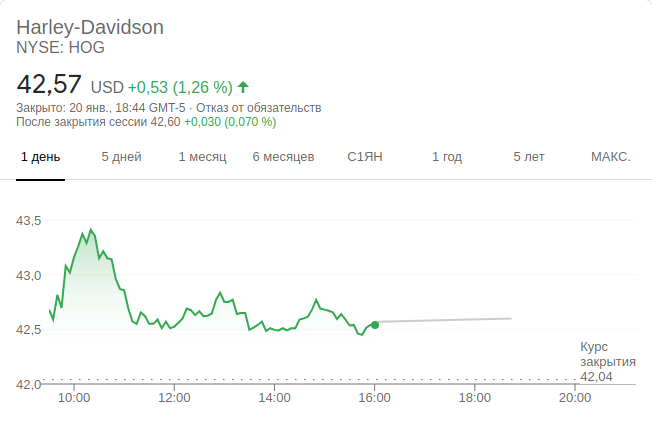 Harley-Davidson
NYSE: HOG
42,57 USD +0,53 (1,26 %)
Закрыто: 20 янв., 18:44 GMT-5 · Отказ от обязательств
После закрытия сессии 42,60 +0,030 (0,070 %)
1 день 5 дней 1 месяц 6 месяцев С1ЯН 1 год 5 лет МАКС.
43,5
43,0
42,5
42,0
Курс
закрытия
42,04
10:00 12:00 14:00 16:00 18:00 20:00